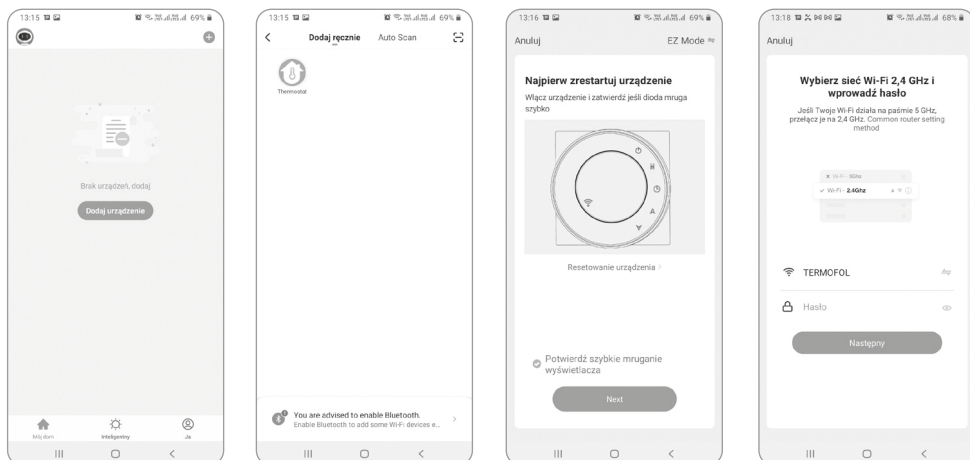 13:15
69%
Brak urządzeń, dodaj
Dodaj urządzenie
Mój dom
Inteligentny
Ja
13:15
69%
Dodaj ręcznie
Auto Scan
Thermostat
You are advised to enable Bluetooth.
Enable Bluetooth to add some Wi-Fi devices e...
13:16
69%
Anuluj
EZ Mode
Najpierw zrestartuj urządzenie
Włącz urządzenie i zatwierdź jeśli dioda mruga
szybko
H
A
Resetowanie urządzenia >
Potwierdź szybkie mruganie
wyświetlacza
Next
13:18
68%
Anuluj
Wybierz sieć Wi-Fi 2,4 GHz i
wprowadź hasło
Jeśli Twoje Wi-Fi działa na paśmie 5 GHz,
przełącz je na 2,4 GHz. Common router setting
method
Wi-Fi - 5Ghz
Wi-Fi - 2.4Ghz
TERMOFOL
Hasło
Następny